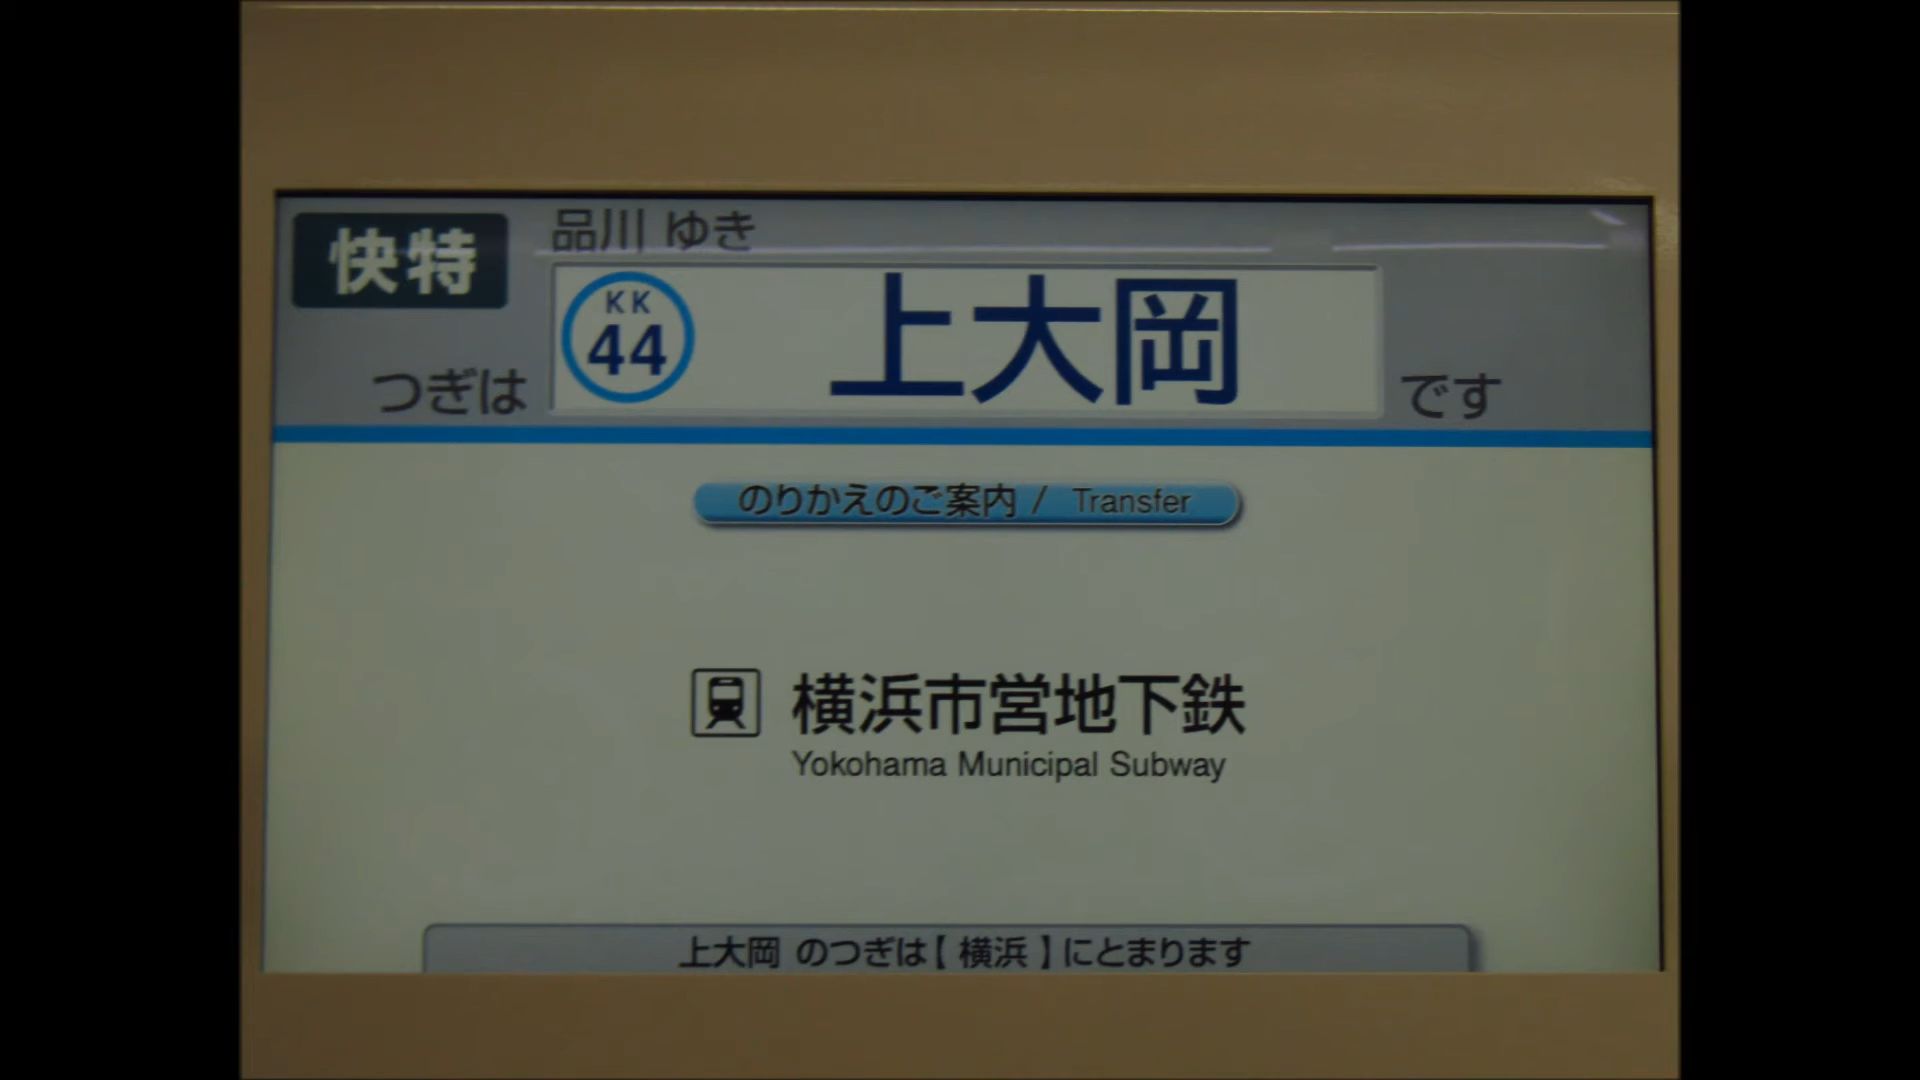 快特
品川 ゆき
KK
44
つぎは 上大岡 です
のりかえのご案内 / Transfer
横浜市営地下鉄
Yokohama Municipal Subway
上大岡 のつぎは【 横浜 】にとまります